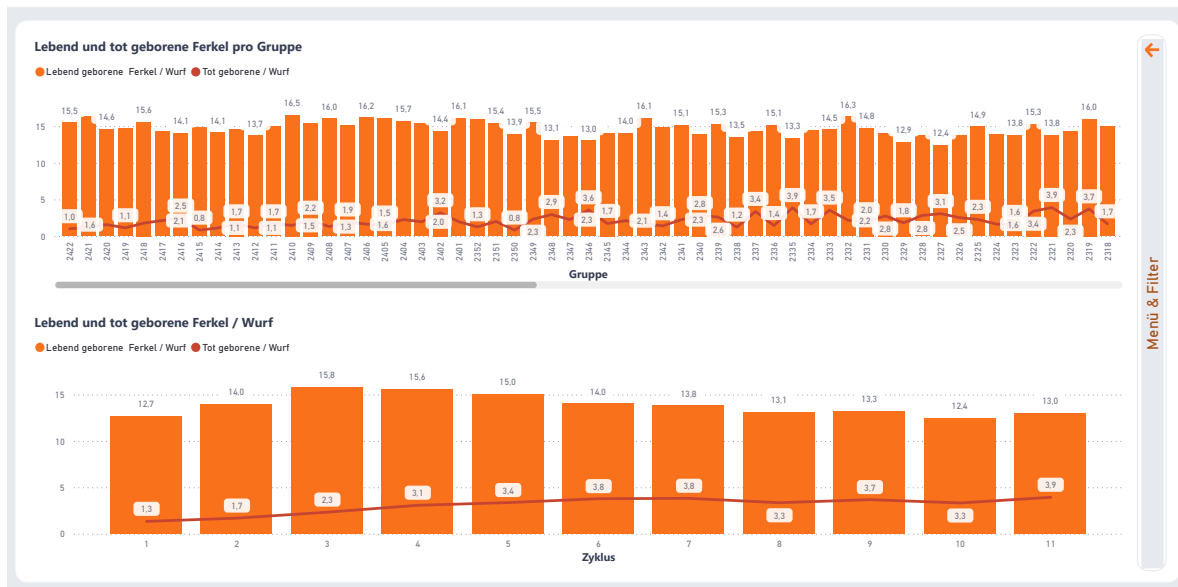 Lebend und tot geborene Ferkel pro Gruppe
Lebend geborene Ferkel / Wurf Tot geborene / Wurf
15,5 14,6 15,6 14,1 14,1 13,7 16,5 16,0 16,2 15,7 14,4 16,1 15,4 13,9 15,5 13,1 13,0 14,0 16,1 15,1 15,3 13,5 15,1 13,3 14,5 16,3 14,8 12,9 12,4 14,9 13,8 15,3 13,8 16,0
15
10
5
0
1,0 1,6 1,1 2,5 2,1 0,8 1,7 1,1 1,7 1,1 2,2 1,5 1,9 1,3 1,5 1,6 3,2 2,0 1,3 0,8 2,3 2,9 3,6 2,3 1,7 2,1 1,4 2,8 2,3 2,6 1,2 3,4 1,4 3,9 1,7 3,5 2,0 2,2 2,8 1,8 2,8 3,1 2,5 2,3 1,6 1,6 3,4 3,9 2,3 3,7 1,7
2422 2421 2420 2419 2418 2417 2416 2415 2414 2413 2412 2411 2410 2409 2408 2407 2406 2405 2404 2403 2402 2401 2352 2351 2350 2349 2348 2347 2346 2345 2344 2343 2342 2341 2340 2339 2338 2337 2336 2335 2334 2333 2332 2331 2330 2329 2328 2327 2326 2325 2324 2323 2322 2321 2320 2319 2318
Gruppe
Lebend und tot geborene Ferkel / Wurf
Lebend geborene Ferkel / Wurf Tot geborene / Wurf
12,7 14,0 15,8 15,6 15,0 14,0 13,8 13,1 13,3 12,4 13,0
15
10
5
0
1,3 1,7 2,3 3,1 3,4 3,8 3,8 3,3 3,7 3,3 3,9
1 2 3 4 5 6 7 8 9 10 11
Zyklus
Menü & Filter